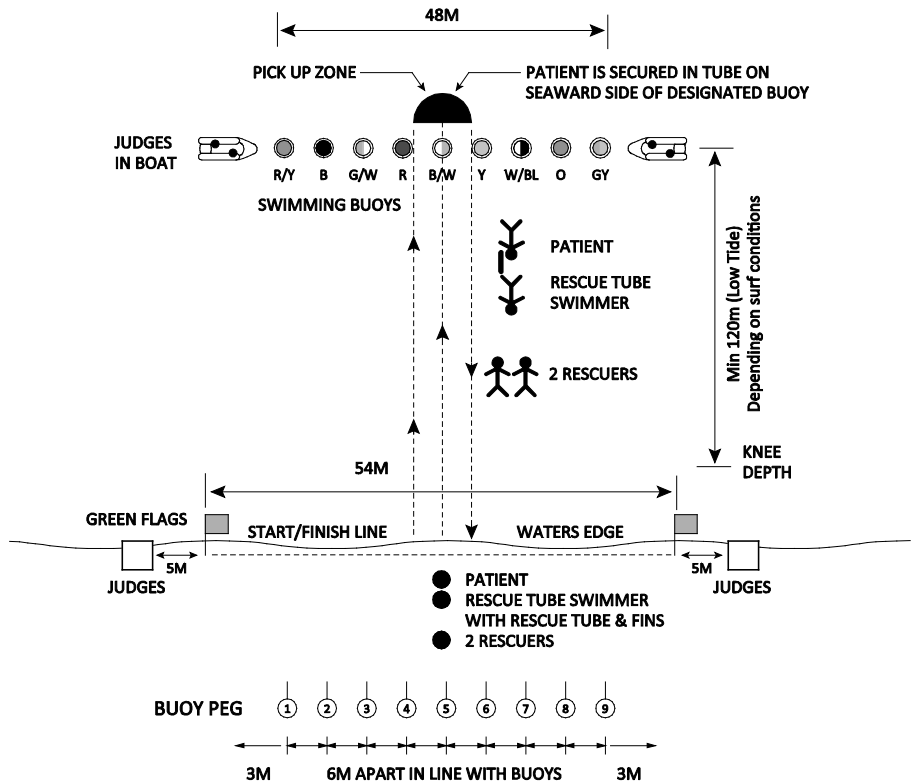 48M
PICK UP ZONE
PATIENT IS SECURED IN TUBE ON
SEAWARD SIDE OF DESIGNATED BUOY
JUDGES
IN BOAT
R/Y B G/W R B/W Y W/BL O GY
SWIMMING BUOYS
PATIENT
RESCUE TUBE
SWIMMER
2 RESCUERS
Min 120m (Low Tide)
Depending on surf conditions
KNEE
DEPTH
54M
GREEN FLAGS
START/FINISH LINE
WATERS EDGE
5M
5M
JUDGES
JUDGES
PATIENT
RESCUE TUBE SWIMMER
WITH RESCUE TUBE & FINS
2 RESCUERS
BUOY PEG
1 2 3 4 5 6 7 8 9
3M
6M APART IN LINE WITH BUOYS
3M